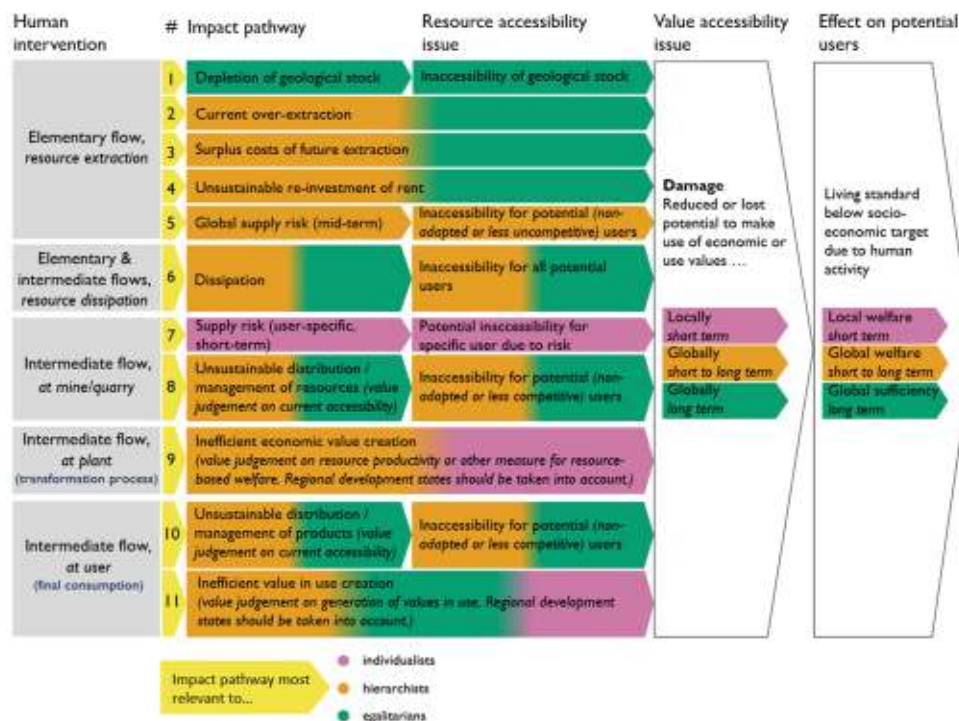 Human
intervention
# Impact pathway
Resource accessibility
issue
Value accessibility
issue
Effect on potential
users
Elementary flow,
resource extraction
1
Depletion of geological stock
Inaccessibility of geological stock
2
Current over-extraction
3
Surplus costs of future extraction
4
Unsustainable re-investment of rent
5
Global supply risk (mid-term)
Inaccessibility for potential (non-
adapted or less uncompetitive) users
Elementary &
intermediate flows,
resource dissipation
6
Dissipation
Inaccessibility for all potential
users
Intermediate flow,
at mine/quarry
7
Supply risk (user-specific,
short-term)
Potential inaccessibility for
specific user due to risk
8
Unsustainable distribution /
management of resources (value
judgement on current accessibility)
Inaccessibility for potential (non-
adapted or less competitive) users
Intermediate flow,
at plant
(transformation process)
9
Inefficient economic value creation
(value judgement on resource productivity or other measure for resource-
based welfare. Regional development states should be taken into account.)
Intermediate flow,
at user
(final consumption)
10
Unsustainable distribution /
management of products (value
judgement on current accessibility)
Inaccessibility for potential (non-
adapted or less competitive) users
11
Inefficient value in use creation
(value judgement on generation of values in use. Regional development
states should be taken into account.)
Damage
Reduced or lost
potential to make
use of economic or
use values …
Locally
short term
Globally
short to long term
Globally
long term
Living standard
below socio-
economic target
due to human
activity
Local welfare
short term
Global welfare
short to long term
Global sufficiency
long term
Impact pathway most
relevant to...
individualists
hierarchists
egalitarians